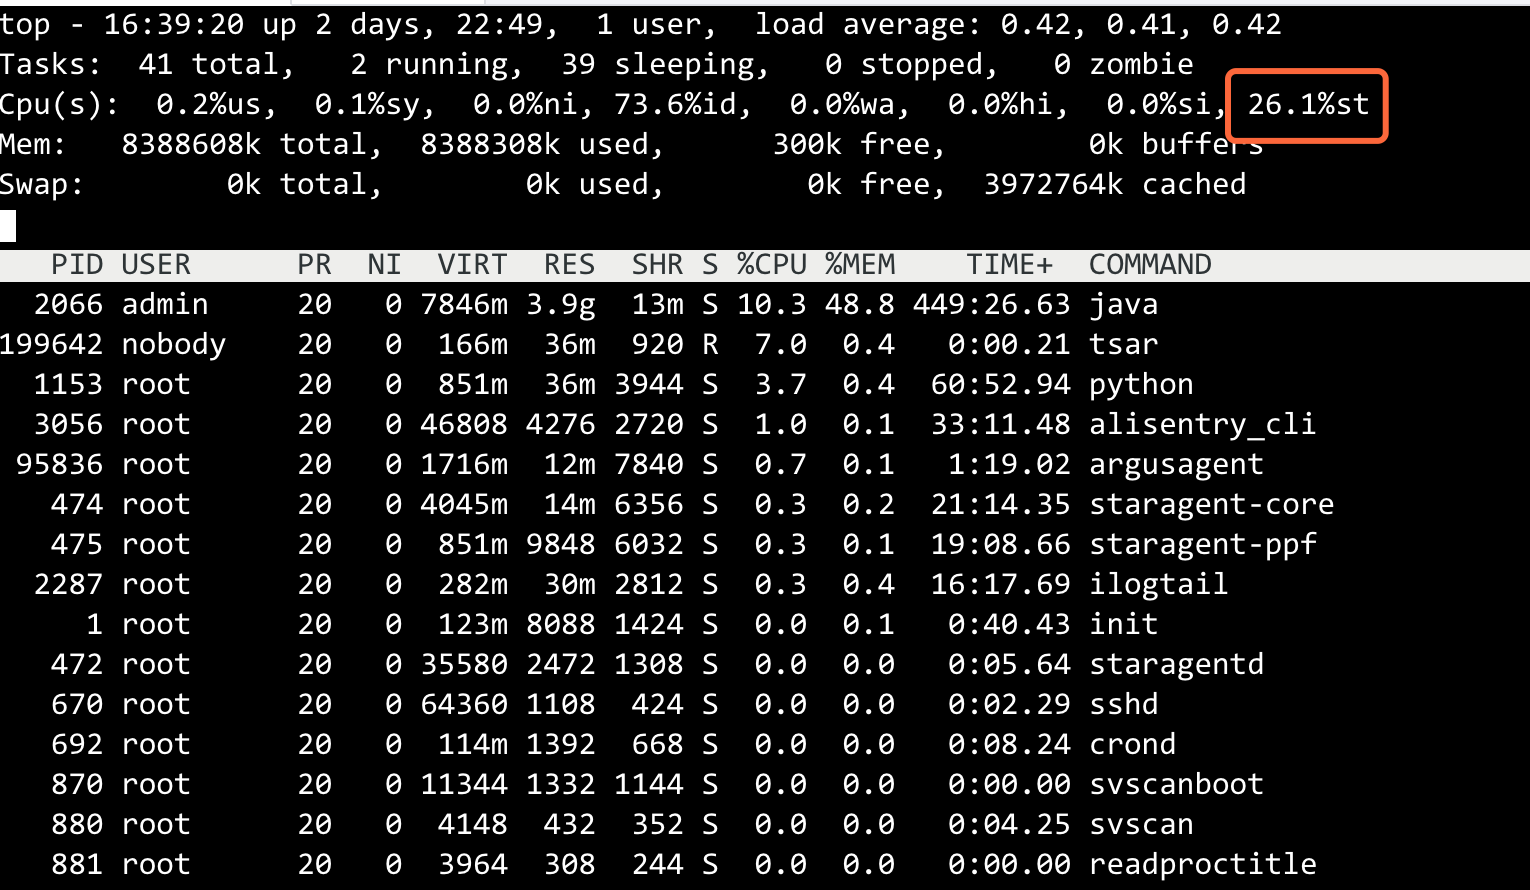 top - 16:39:20 up 2 days, 22:49,  1 user,  load average: 0.42, 0.41, 0.42
Tasks:  41 total,   2 running,  39 sleeping,   0 stopped,   0 zombie
Cpu(s):  0.2%us,  0.1%sy,  0.0%ni, 73.6%id,  0.0%wa,  0.0%hi,  0.0%si, 26.1%st
Mem:   8388608k total,  8388308k used,      300k free,        0k buffers
Swap:        0k total,        0k used,        0k free,  3972764k cached
   PID USER      PR  NI  VIRT  RES  SHR S %CPU %MEM    TIME+  COMMAND
  2066 admin     20   0 7846m 3.9g  13m S 10.3 48.8 449:26.63 java
199642 nobody    20   0  166m  36m  920 R  7.0  0.4   0:00.21 tsar
  1153 root      20   0  851m  36m 3944 S  3.7  0.4  60:52.94 python
  3056 root      20   0 46808 4276 2720 S  1.0  0.1  33:11.48 alisentry_cli
 95836 root      20   0 1716m  12m 7840 S  0.7  0.1   1:19.02 argusagent
   474 root      20   0 4045m  14m 6356 S  0.3  0.2  21:14.35 staragent-core
   475 root      20   0  851m 9848 6032 S  0.3  0.1  19:08.66 staragent-ppf
  2287 root      20   0  282m  30m 2812 S  0.3  0.4  16:17.69 ilogtail
     1 root      20   0  123m 8088 1424 S  0.0  0.1   0:40.43 init
   472 root      20   0 35580 2472 1308 S  0.0  0.0   0:05.64 staragentd
   670 root      20   0 64360 1108  424 S  0.0  0.0   0:02.29 sshd
   692 root      20   0  114m 1392  668 S  0.0  0.0   0:08.24 crond
   870 root      20   0 11344 1332 1144 S  0.0  0.0   0:00.00 svscanboot
   880 root      20   0  4148  432  352 S  0.0  0.0   0:04.25 svscan
   881 root      20   0  3964  308  244 S  0.0  0.0   0:00.00 readproctitle